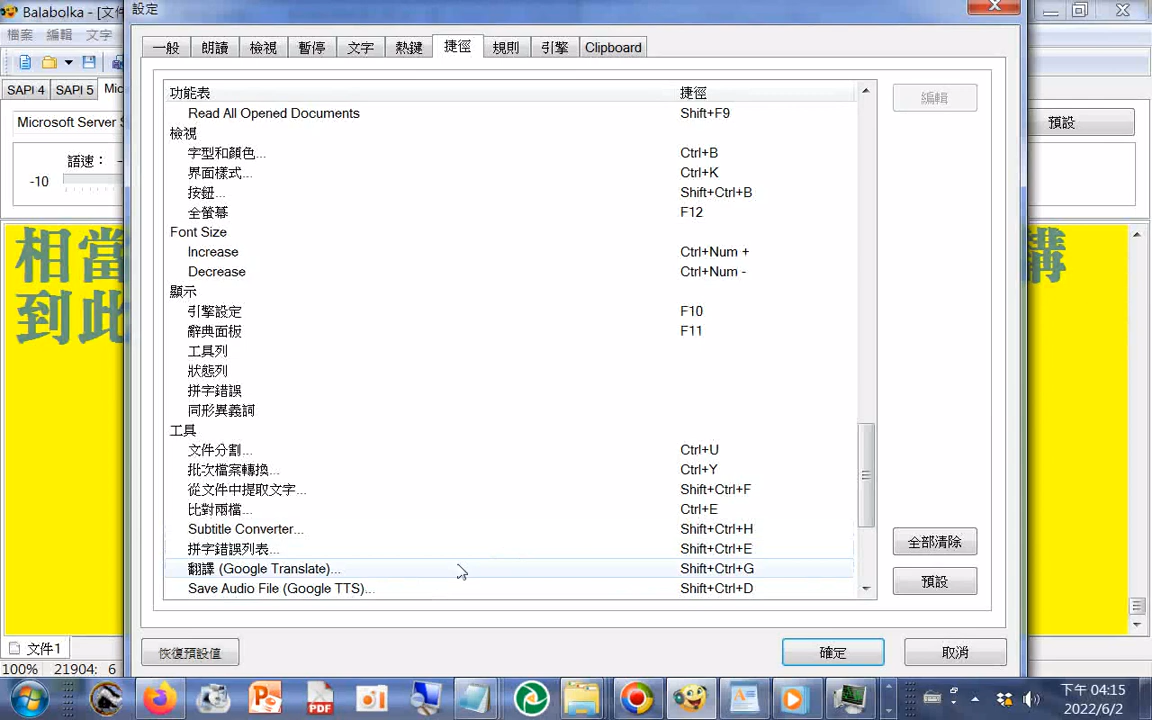 Balabolka - [文件
設定
檔案 編輯 文字
一般 朗讀 檢視 暫停 文字 熱鍵 捷徑 規則 引擎 Clipboard
SAPI 4 SAPI 5 Mic
Microsoft Server S
語速：
-10
預設
功能表 捷徑
編輯
Read All Opened Documents Shift+F9
檢視
字型和顏色... Ctrl+B
界面樣式... Ctrl+K
按鈕... Shift+Ctrl+B
全螢幕 F12
Font Size
Increase Ctrl+Num +
Decrease Ctrl+Num -
顯示
引擎設定 F10
辭典面板 F11
工具列
狀態列
拼字錯誤
同形異義詞
工具
文件分割... Ctrl+U
批次檔案轉換... Ctrl+Y
從文件中提取文字... Shift+Ctrl+F
比對兩檔... Ctrl+E
Subtitle Converter... Shift+Ctrl+H
拼字錯誤列表... Shift+Ctrl+E
翻譯 (Google Translate)... Shift+Ctrl+G
Save Audio File (Google TTS)... Shift+Ctrl+D
全部清除
預設
相當 講
到此
恢復預設值 確定 取消
文件1
100% 21904: 6
PDF
下午 04:15
2022/6/2